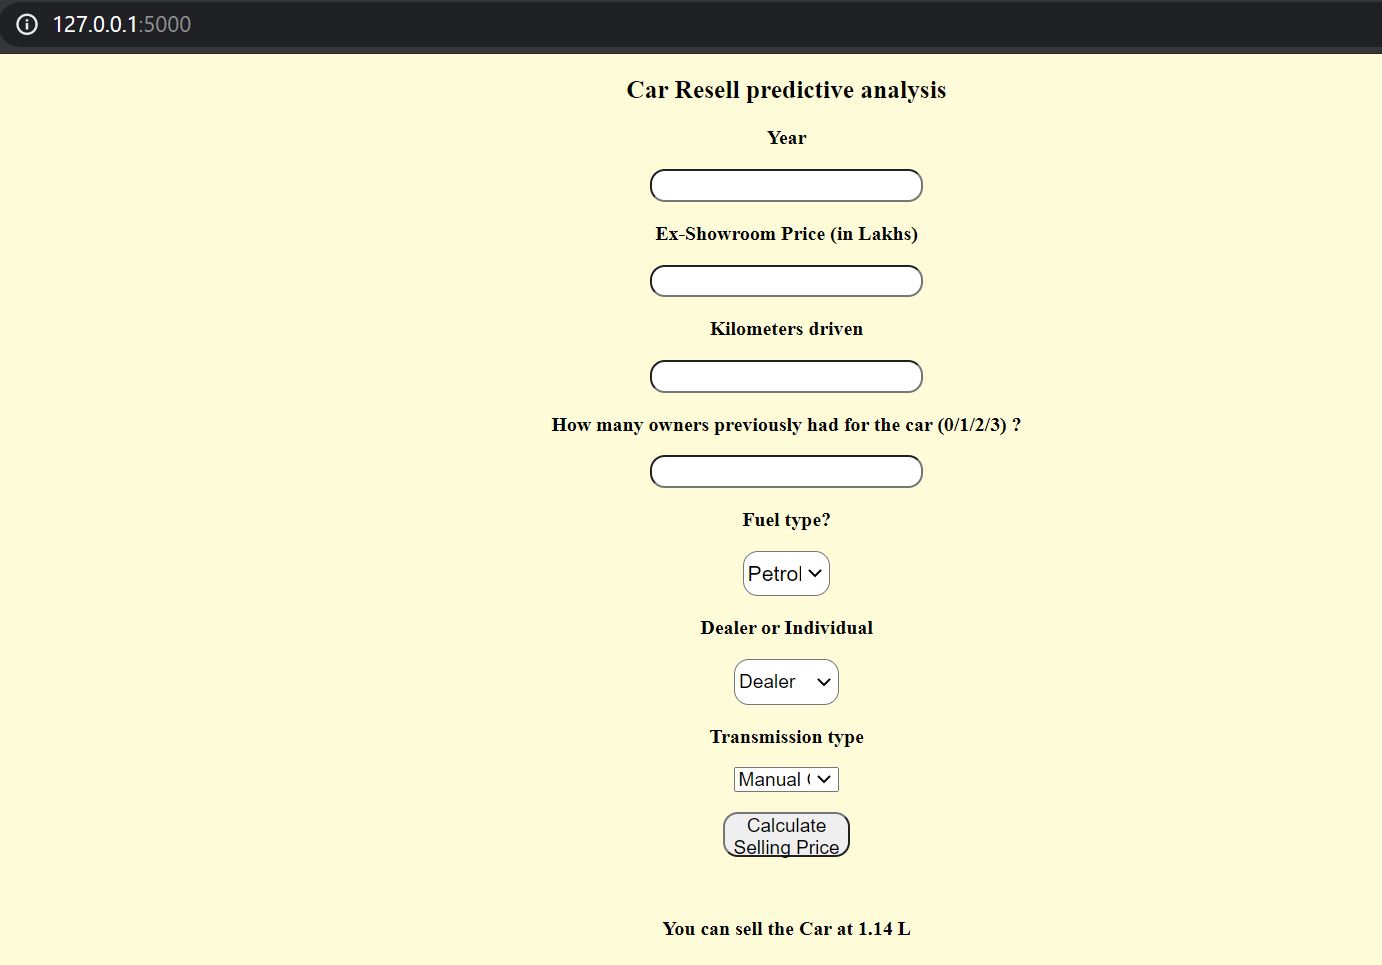 127.0.0.1:5000
Car Resell predictive analysis
Year
Ex-Showroom Price (in Lakhs)
Kilometers driven
How many owners previously had for the car (0/1/2/3) ?
Fuel type?
Petrol
Dealer or Individual
Dealer
Transmission type
Manual
Calculate
Selling Price
You can sell the Car at 1.14 L